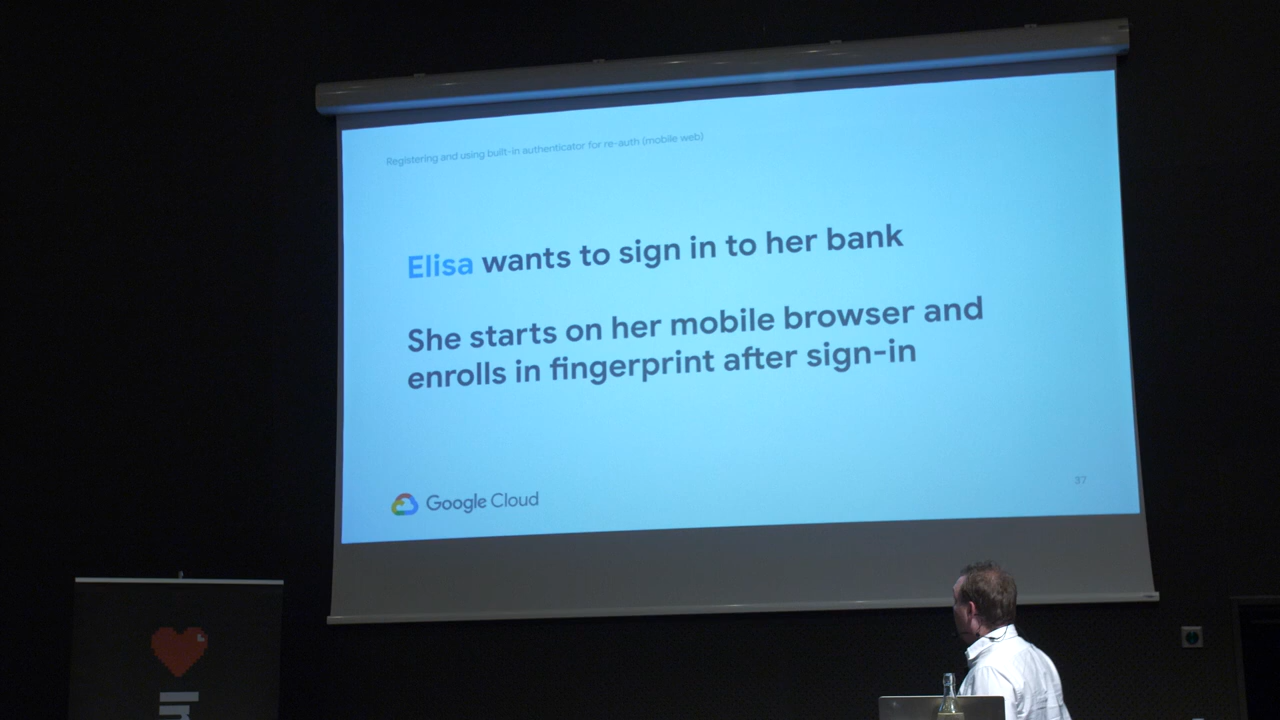 Registering and using built-in authenticator for re-auth (mobile web)
Elisa wants to sign in to her bank
She starts on her mobile browser and
enrolls in fingerprint after sign-in
Google Cloud
37